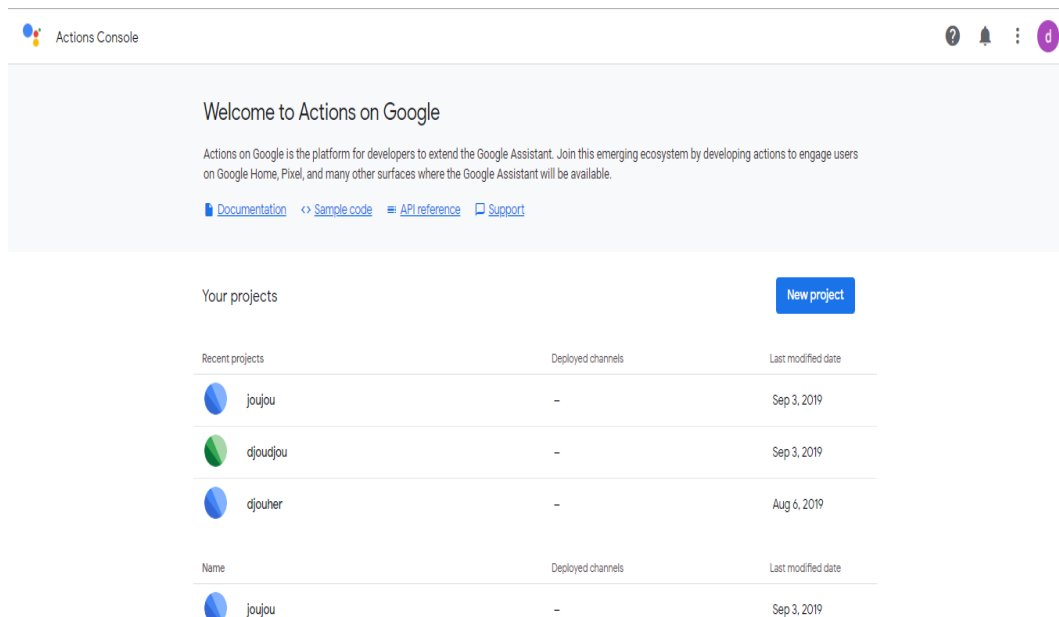 Actions Console
d
Welcome to Actions on Google
Actions on Google is the platform for developers to extend the Google Assistant. Join this emerging ecosystem by developing actions to engage users
on Google Home, Pixel, and many other surfaces where the Google Assistant will be available.
Documentation <> Sample code API reference Support
Your projects New project
Recent projects Deployed channels Last modified date
joujou – Sep 3, 2019
djoudjou – Sep 3, 2019
djouher – Aug 6, 2019
Name Deployed channels Last modified date
joujou – Sep 3, 2019